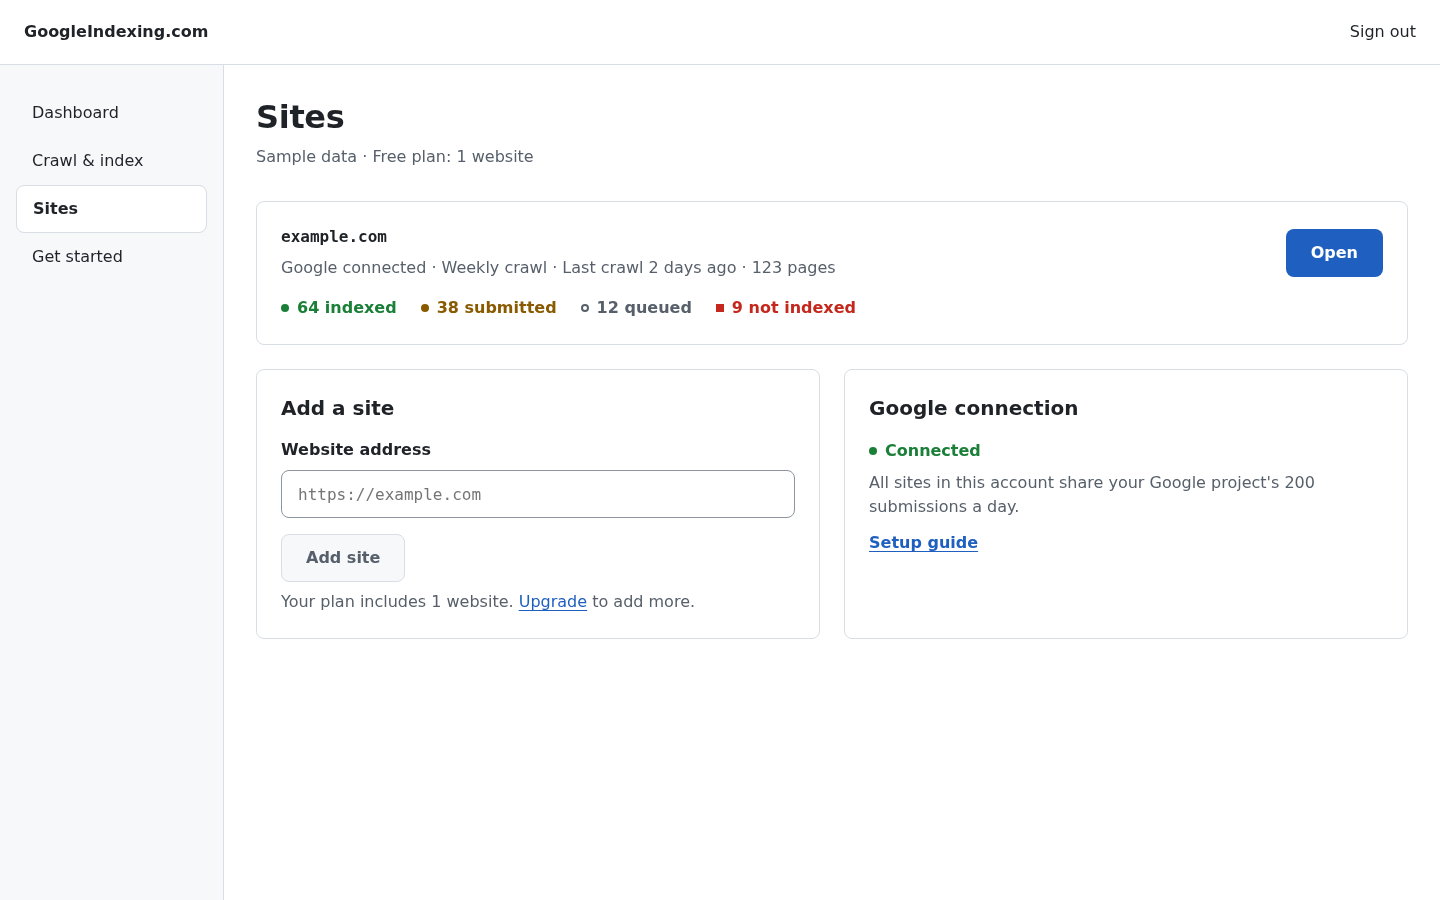 GoogleIndexing.com
Sign out
Dashboard
Crawl & index
Sites
Get started
Sites
Sample data · Free plan: 1 website
example.com
Google connected · Weekly crawl · Last crawl 2 days ago · 123 pages
64 indexed
38 submitted
12 queued
9 not indexed
Open
Add a site
Website address
https://example.com
Add site
Your plan includes 1 website. Upgrade to add more.
Google connection
Connected
All sites in this account share your Google project's 200
submissions a day.
Setup guide